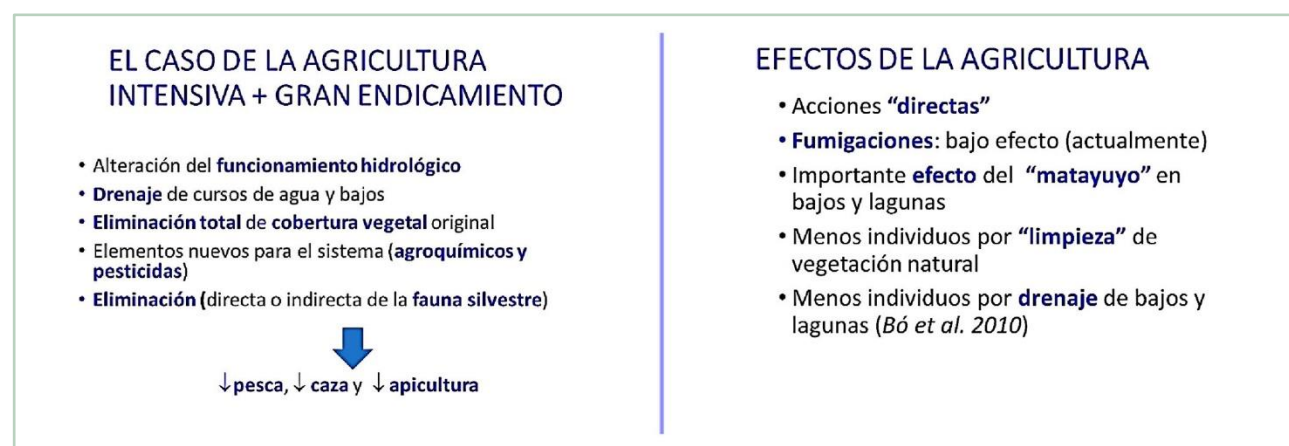 EL CASO DE LA AGRICULTURA
INTENSIVA + GRAN ENDICAMIENTO
• Alteración del funcionamiento hidrológico
• Drenaje de cursos de agua y bajos
• Eliminación total de cobertura vegetal original
• Elementos nuevos para el sistema (agroquímicos y
pesticidas)
• Eliminación (directa o indirecta de la fauna silvestre)
↓pesca, ↓ caza y ↓ apicultura
EFECTOS DE LA AGRICULTURA
• Acciones “directas”
• Fumigaciones: bajo efecto (actualmente)
• Importante efecto del “matayuyo” en
bajos y lagunas
• Menos individuos por “limpieza” de
vegetación natural
• Menos individuos por drenaje de bajos y
lagunas (Bó et al. 2010)